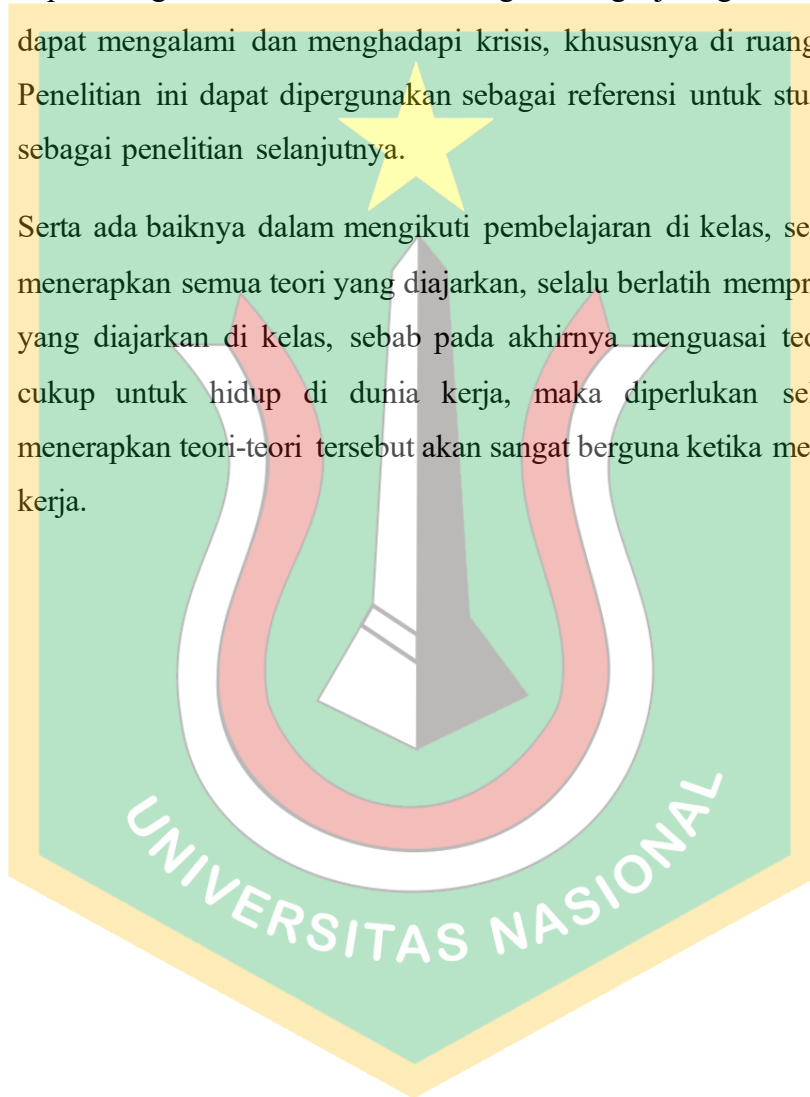 dapat mengalami dan menghadapi krisis, khususnya di ruang
Penelitian ini dapat dipergunakan sebagai referensi untuk stu
sebagai penelitian selanjutnya.
Serta ada baiknya dalam mengikuti pembelajaran di kelas, se
menerapkan semua teori yang diajarkan, selalu berlatih mempr
yang diajarkan di kelas, sebab pada akhirnya menguasai teo
cukup untuk hidup di dunia kerja, maka diperlukan se
menerapkan teori-teori tersebut akan sangat berguna ketika me
kerja.
UNIVERSITAS NASIONAL